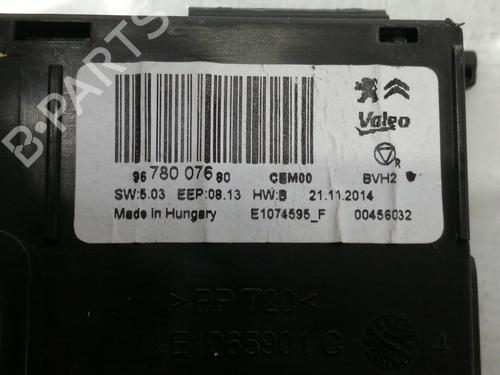 B-PARTS
Valeo
R
96 780 076 80 CEM00 BVH2
SW:5.03 EEP:08.13 HW:B 21.11.2014
Made in Hungary E1074595_F 00456032
>PP T20<
E1065901 C 4